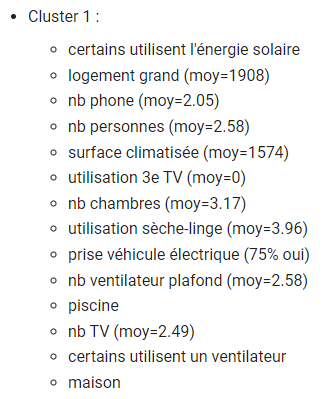 Cluster 1 :
certains utilisent l'énergie solaire
logement grand (moy=1908)
nb phone (moy=2.05)
nb personnes (moy=2.58)
surface climatisée (moy=1574)
utilisation 3e TV (moy=0)
nb chambres (moy=3.17)
utilisation sèche-linge (moy=3.96)
prise véhicule électrique (75% oui)
nb ventilateur plafond (moy=2.58)
piscine
nb TV (moy=2.49)
certains utilisent un ventilateur
maison